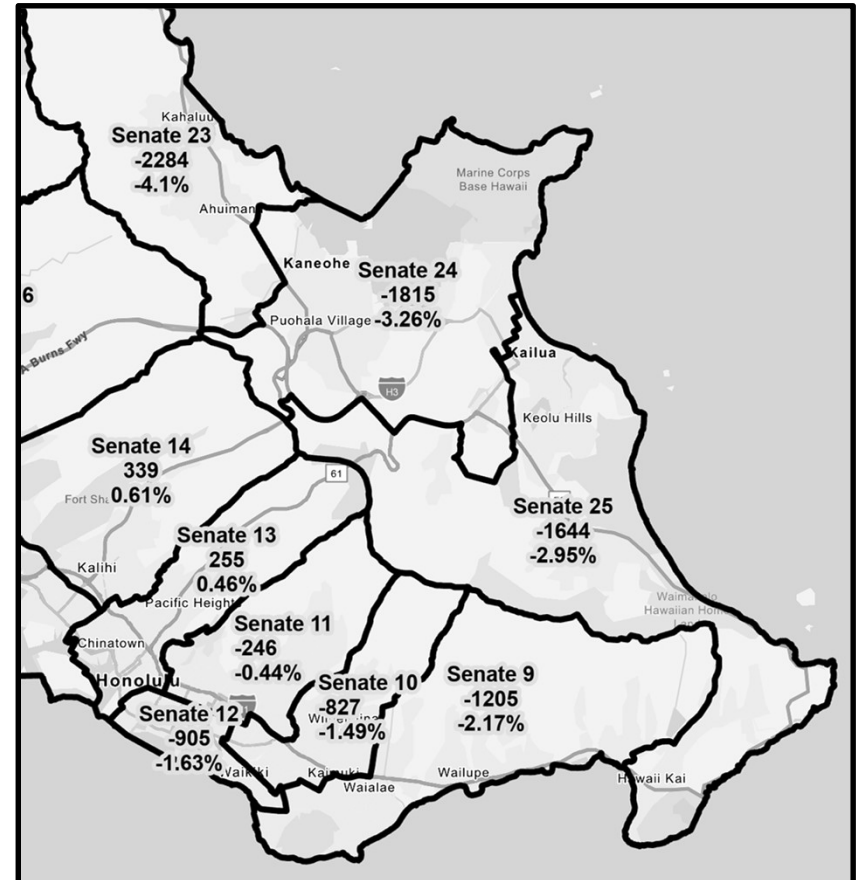 Kahaluu
Senate 23
-2284
-4.1%
Marine Corps
Base Hawaii
Ahuiman
Kaneohe
Senate 24
-1815
-3.26%
6
Puohala Village
Burns Fwy
Kailua
H3
Keolu Hills
Senate 14
339
0.61%
Fort Sh
61
Senate 25
-1644
-2.95%
Senate 13
255
0.46%
Kalihi
Pacific Height
Hawaiian Hom
Senate 11
-246
-0.44%
Chinatown
Honolulu
Senate 10
-827
-1.49%
Senate 9
-1205
-2.17%
Senate 12
-905
-1.63%
Waikiki
Kaimuki
Waialae
Wailupe
Hawaii Kai